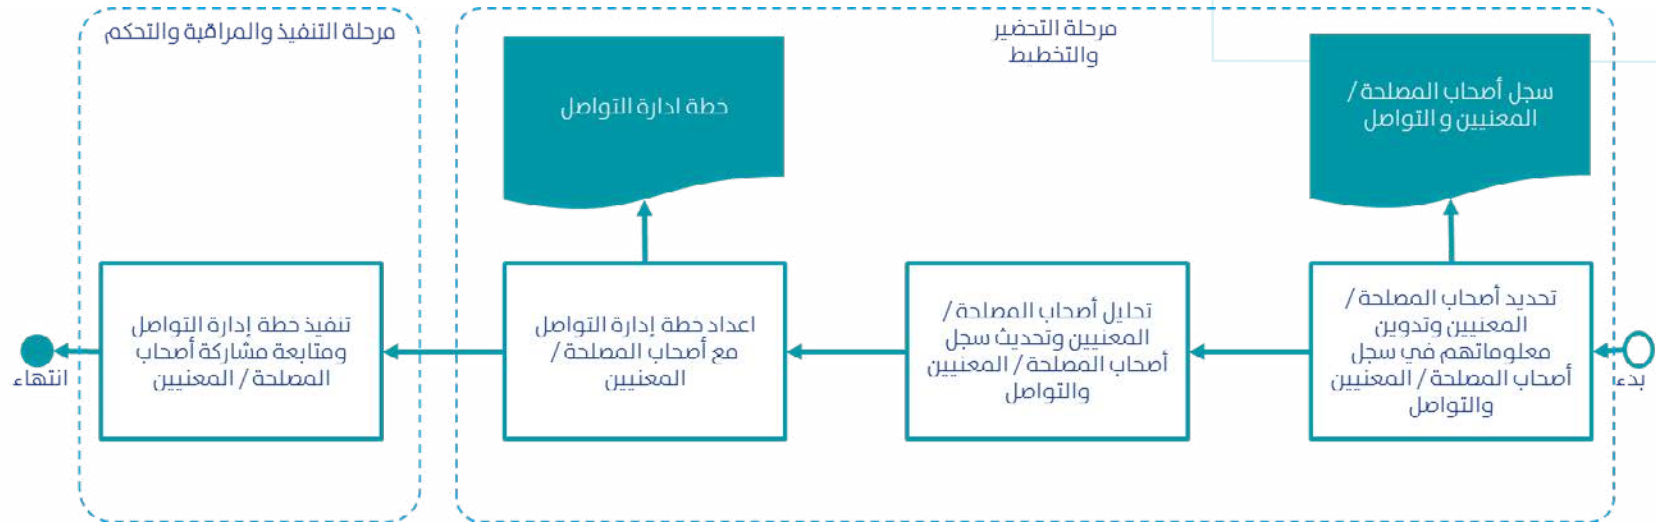 مرحلة التحضير
والتخطيط
سجل أصحاب المصلحة /
المعنيين و التواصل
خطة ادارة التواصل
بدء
تحديد أصحاب المصلحة /
المعنيين وتدوين
معلوماتهم في سجل
أصحاب المصلحة / المعنيين
والتواصل
تحليل أصحاب المصلحة /
المعنيين وتحديث سجل
أصحاب المصلحة / المعنيين
والتواصل
اعداد خطة إدارة التواصل
مع أصحاب المصلحة /
المعنيين
مرحلة التنفيذ والمراقبة والتحكم
تنفيذ خطة إدارة التواصل
ومتابعة مشاركة أصحاب
المصلحة / المعنيين
انتهاء